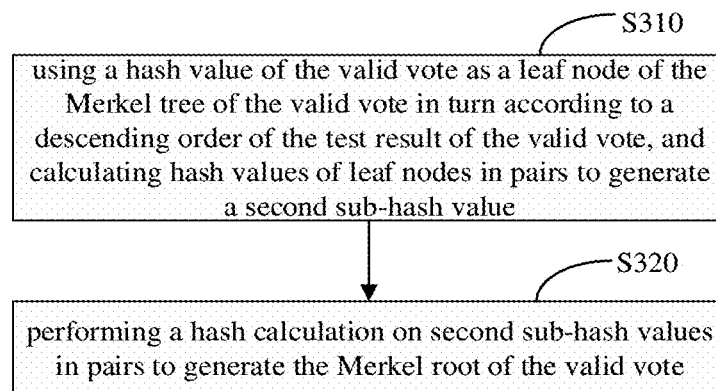 S310
using a hash value of the valid vote as a leaf node of the
Merkel tree of the valid vote in turn according to a
descending order of the test result of the valid vote, and
calculating hash values of leaf nodes in pairs to generate
a second sub-hash value
S320
performing a hash calculation on second sub-hash values
in pairs to generate the Merkel root of the valid vote